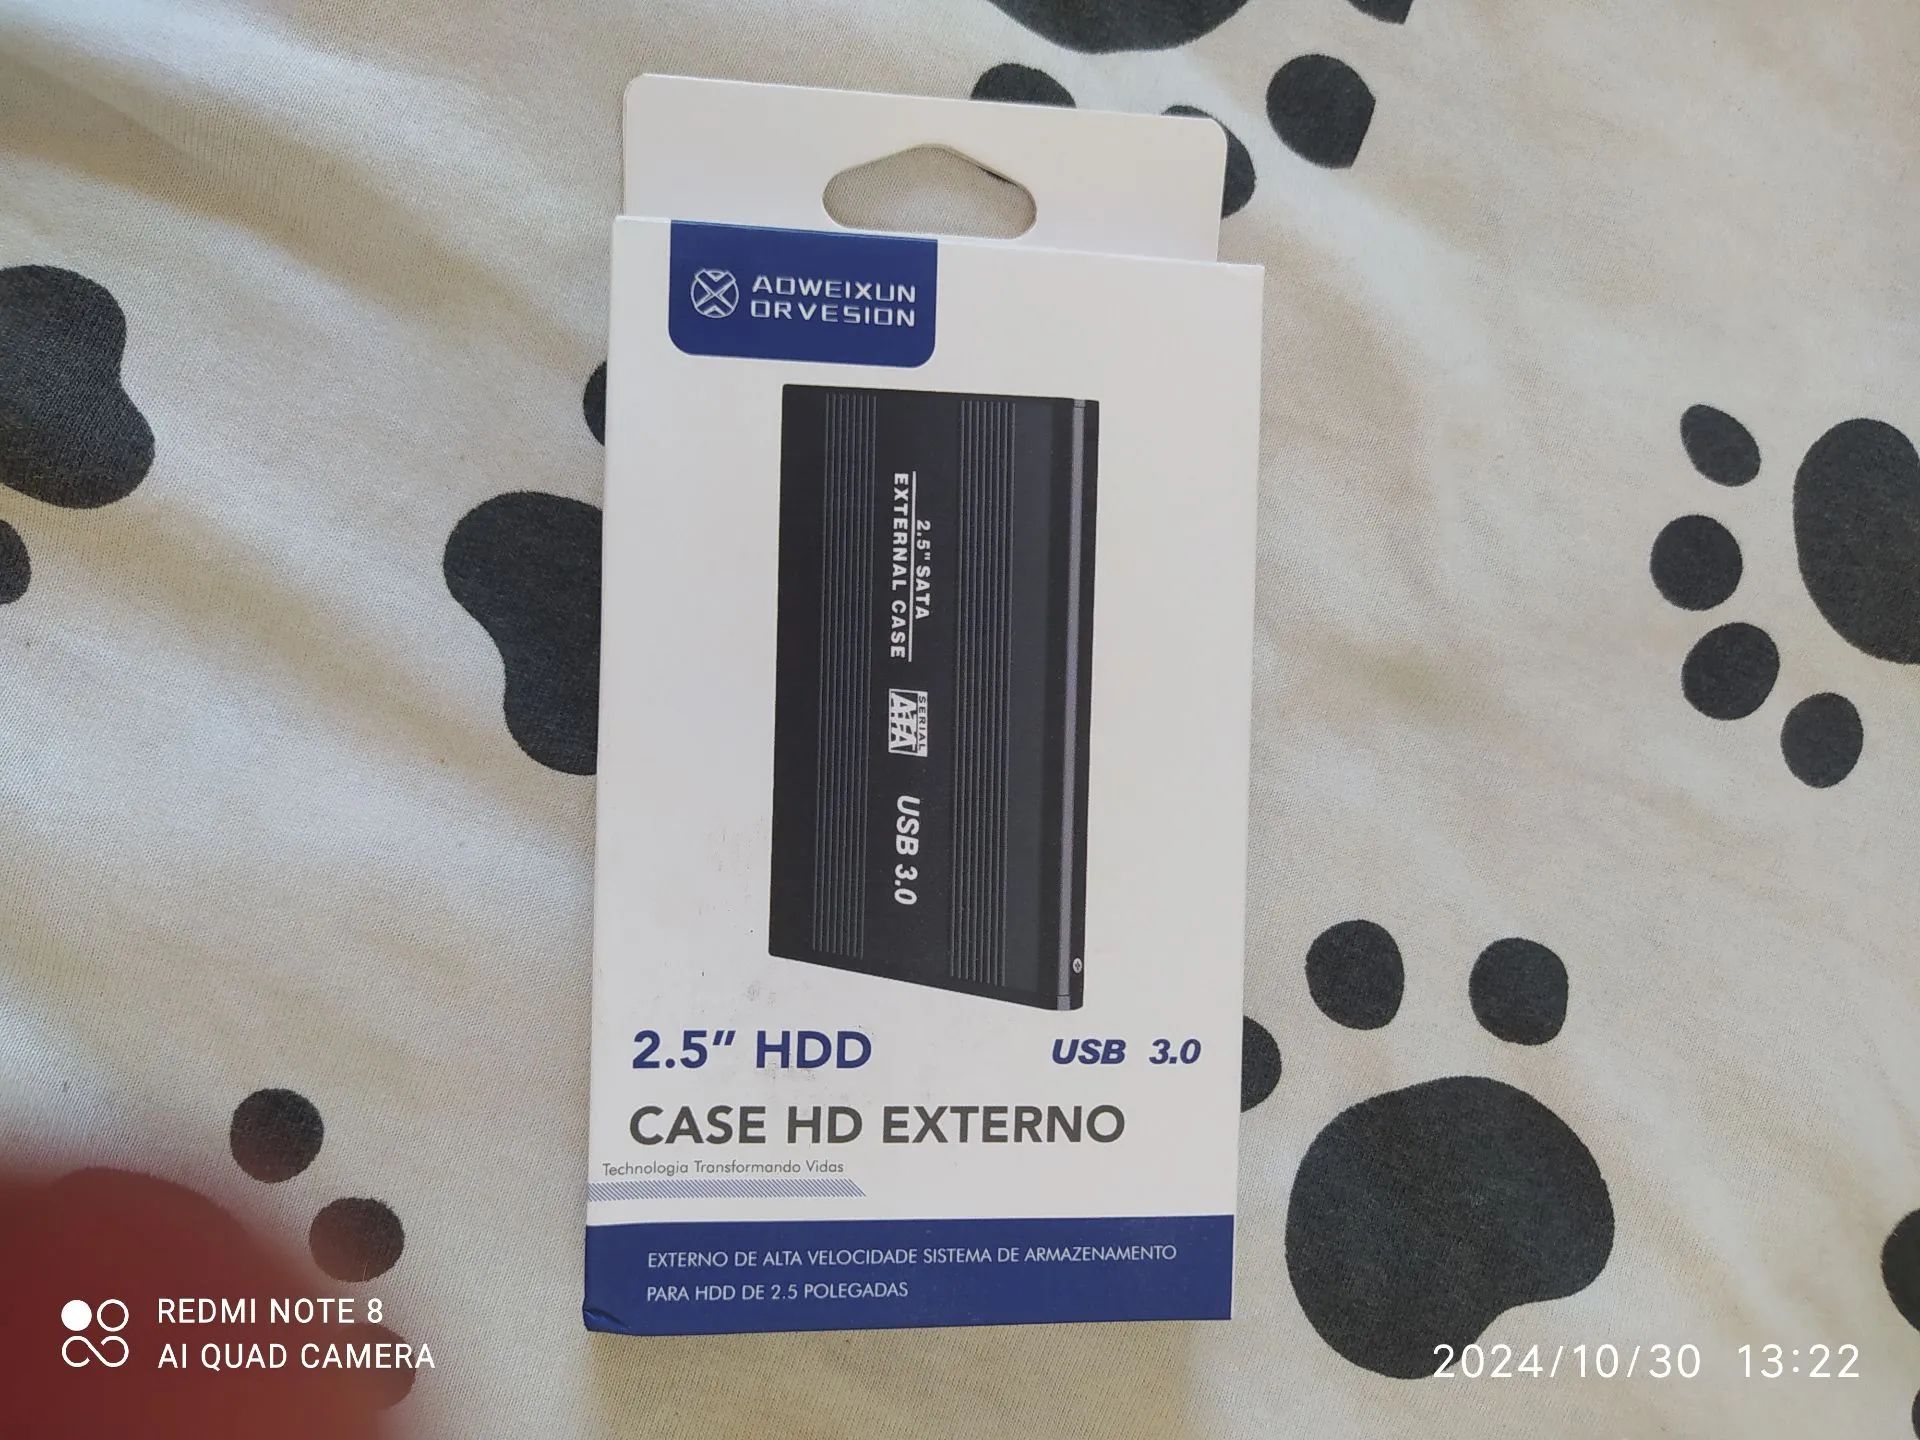 AOWEIXUN
ORVESION
2.5" SATA
EXTERNAL CASE
SERIAL
ATA
USB 3.0
2.5" HDD
USB 3.0
CASE HD EXTERNO
Technologia Transformando Vidas
EXTERNO DE ALTA VELOCIDADE SISTEMA DE ARMAZENAMENTO
PARA HDD DE 2.5 POLEGADAS
REDMI NOTE 8
AI QUAD CAMERA
2024/10/30 13:22